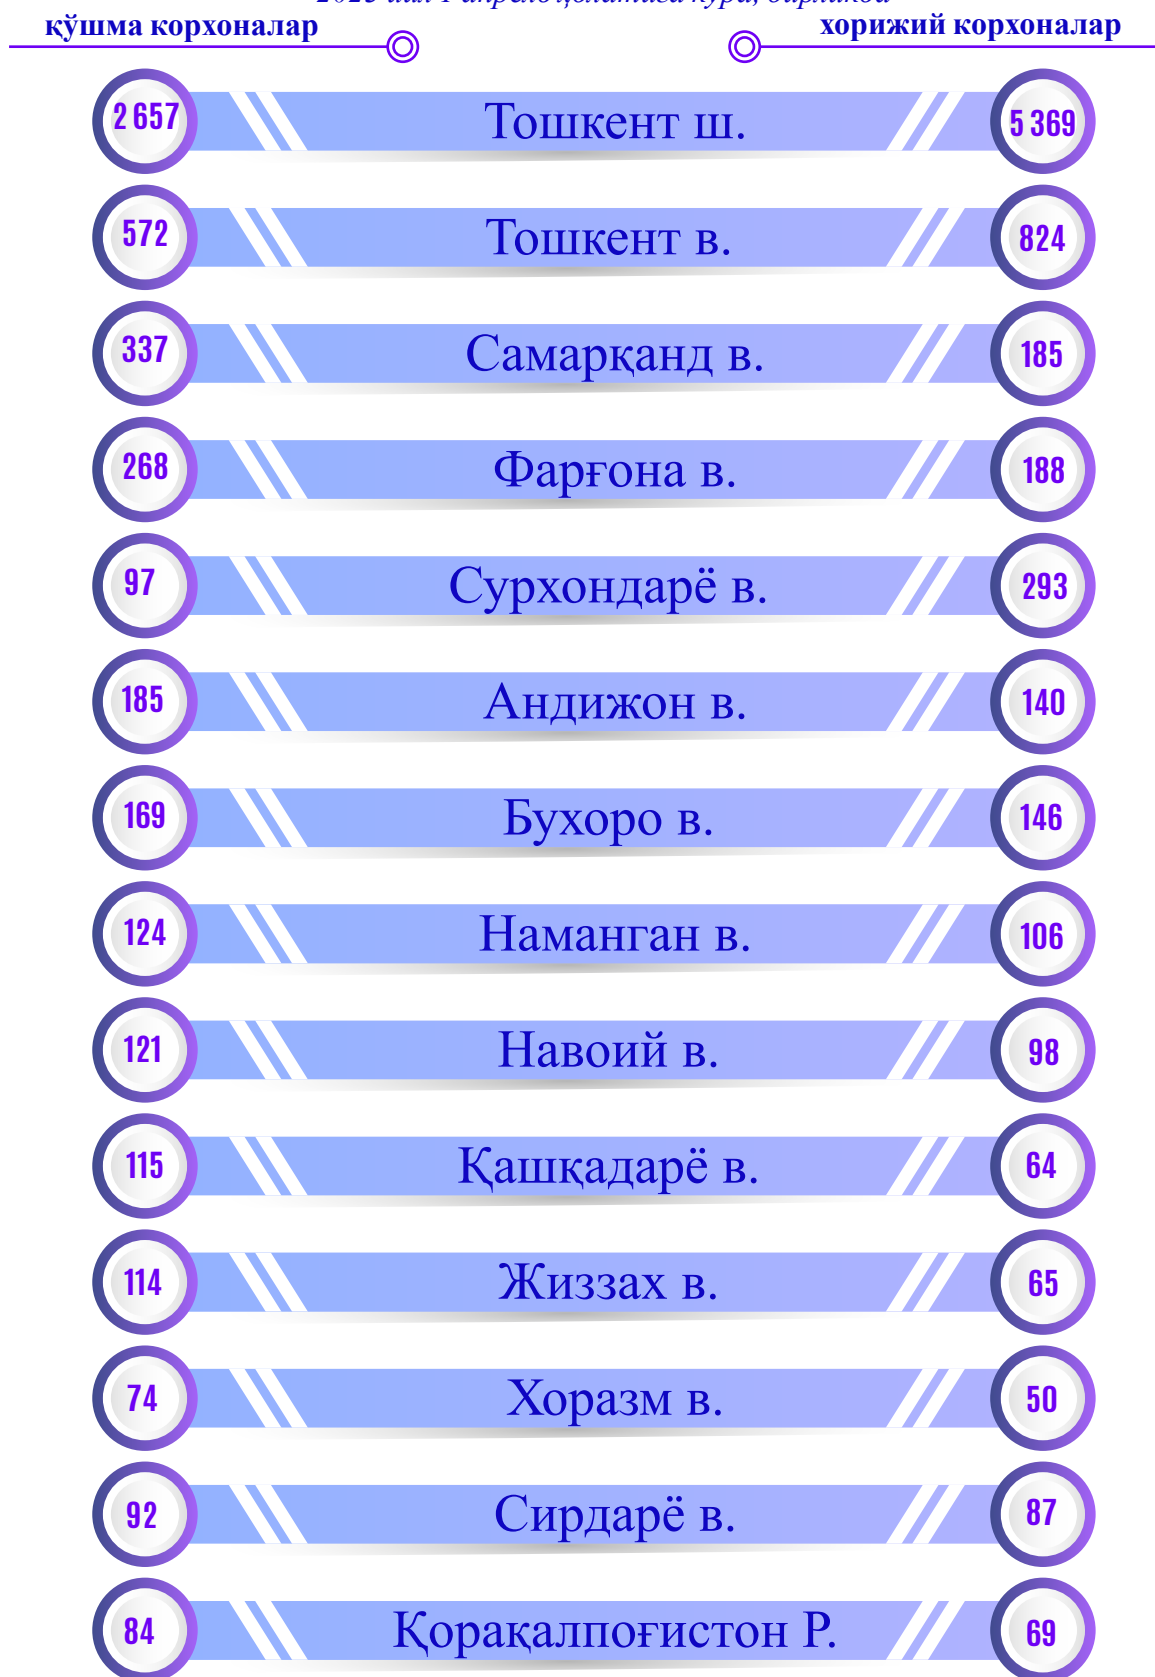 қўшма корхоналар
хорижий корхоналар
2 657 Тошкент ш. 5 369
572 Тошкент в. 824
337 Самарқанд в. 185
268 Фарғона в. 188
97 Сурхондарё в. 293
185 Андижон в. 140
169 Бухоро в. 146
124 Наманган в. 106
121 Навоий в. 98
115 Қашқадарё в. 64
114 Жиззах в. 65
74 Хоразм в. 50
92 Сирдарё в. 87
84 Қорақалпоғистон Р. 69